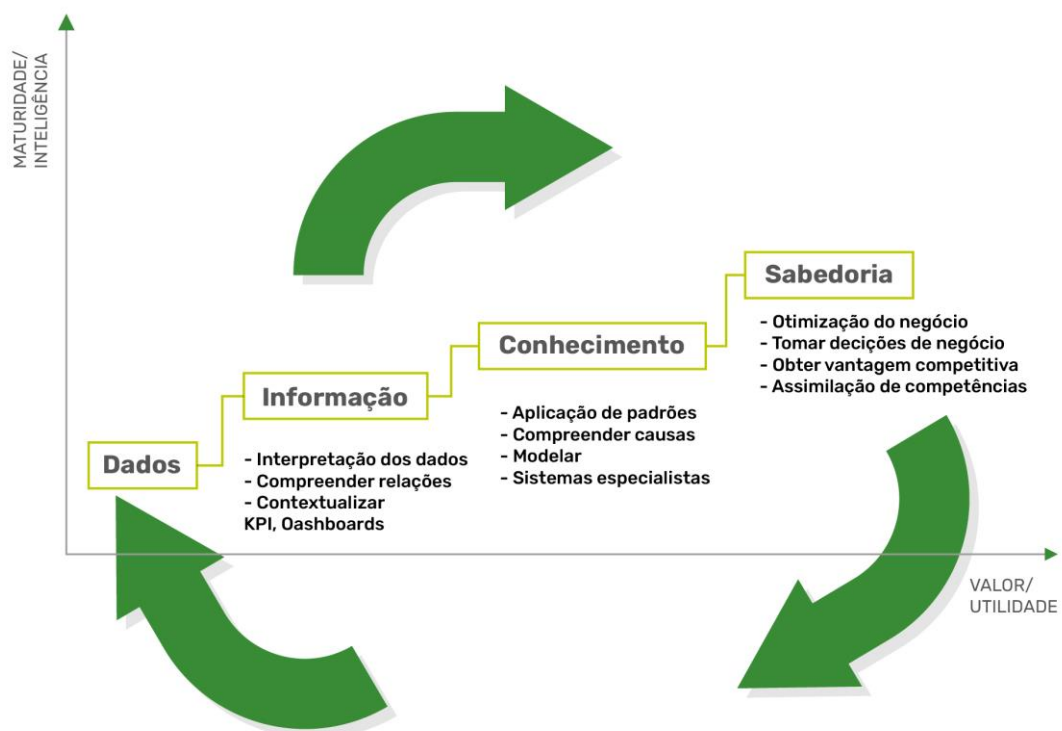 MATURIDADE/
INTELIGÊNCIA
Dados
Informação
- Interpretação dos dados
- Compreender relações
- Contextualizar
KPI, Oashboards
Conhecimento
- Aplicação de padrões
- Compreender causas
- Modelar
- Sistemas especialistas
Sabedoria
- Otimização do negócio
- Tomar decições de negócio
- Obter vantagem competitiva
- Assimilação de competências
VALOR/
UTILIDADE